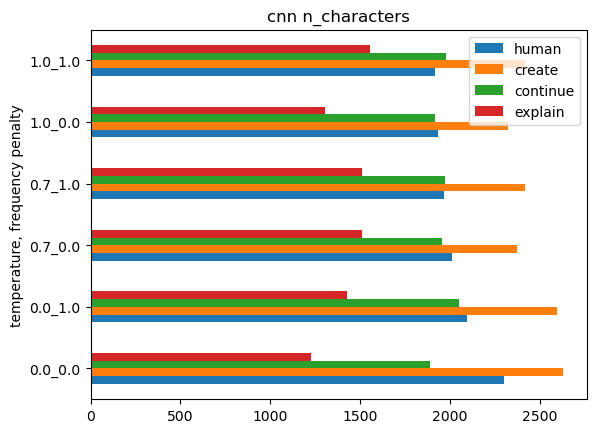 cnn n_characters
human
create
continue
explain
temperature, frequency penalty
1.0_1.0
1.0_0.0
0.7_1.0
0.7_0.0
0.0_1.0
0.0_0.0
0 500 1000 1500 2000 2500